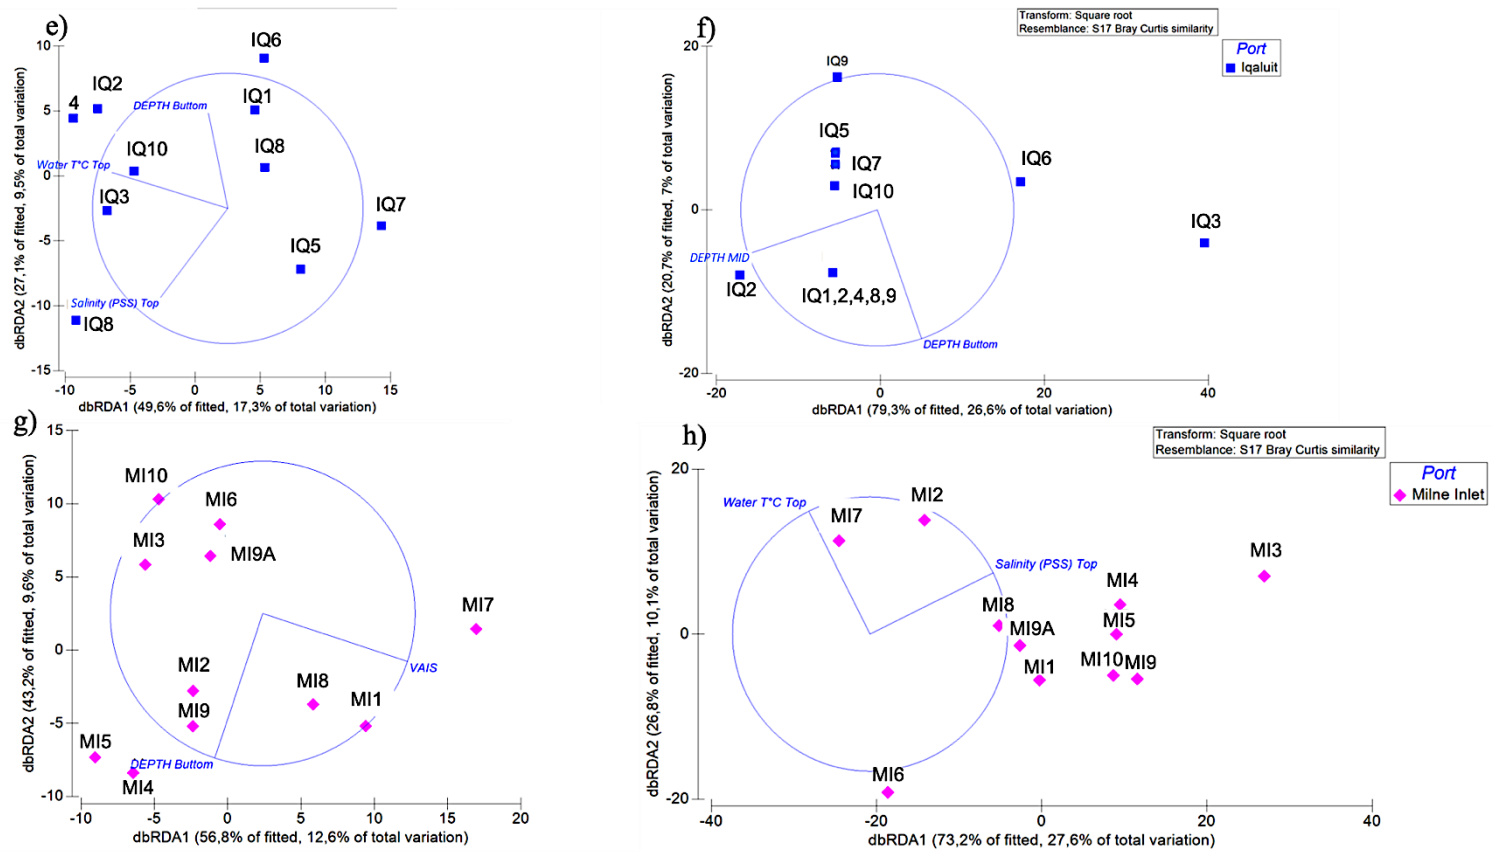 e)
10
5
0
-5
-10
-15
-10
-5
0
5
10
15
dbRDA2 (27,1% of fitted, 9,5% of total variation)
dbRDA1 (49,6% of fitted, 17,3% of total variation)
IQ6
IQ2
4
DEPTH Buttom
IQ1
IQ10
IQ8
Water T*C Top
IQ3
IQ7
IQ5
Salinity (PSS) Top
IQ8
f)
Transform: Square root
Resemblance: S17 Bray Curtis similarity
Port
Iqaluit
20
0
-20
-20
0
20
40
dbRDA2 (20,7% of fitted, 7% of total variation)
dbRDA1 (79,3% of fitted, 26,6% of total variation)
IQ9
IQ5
IQ7
IQ6
IQ10
IQ3
DEPTH MID
IQ2
IQ1,2,4,8,9
DEPTH Buttom
g)
15
10
5
0
-5
-10
-10
-5
0
5
10
15
20
dbRDA2 (43,2% of fitted, 9,6% of total variation)
dbRDA1 (56,8% of fitted, 12,6% of total variation)
MI10
MI6
MI3
MI9A
MI7
MI2
VAIS
MI8
MI1
MI9
MI5
DEPTH Buttom
MI4
h)
Transform: Square root
Resemblance: S17 Bray Curtis similarity
Port
Milne Inlet
20
0
-20
-40
-20
0
20
40
dbRDA2 (26,8% of fitted, 10,1% of total variation)
dbRDA1 (73,2% of fitted, 27,6% of total variation)
Water T*C Top
MI2
MI7
MI3
Salinity (PSS) Top
MI4
MI8
MI5
MI9A
MI1
MI10
MI9
MI6